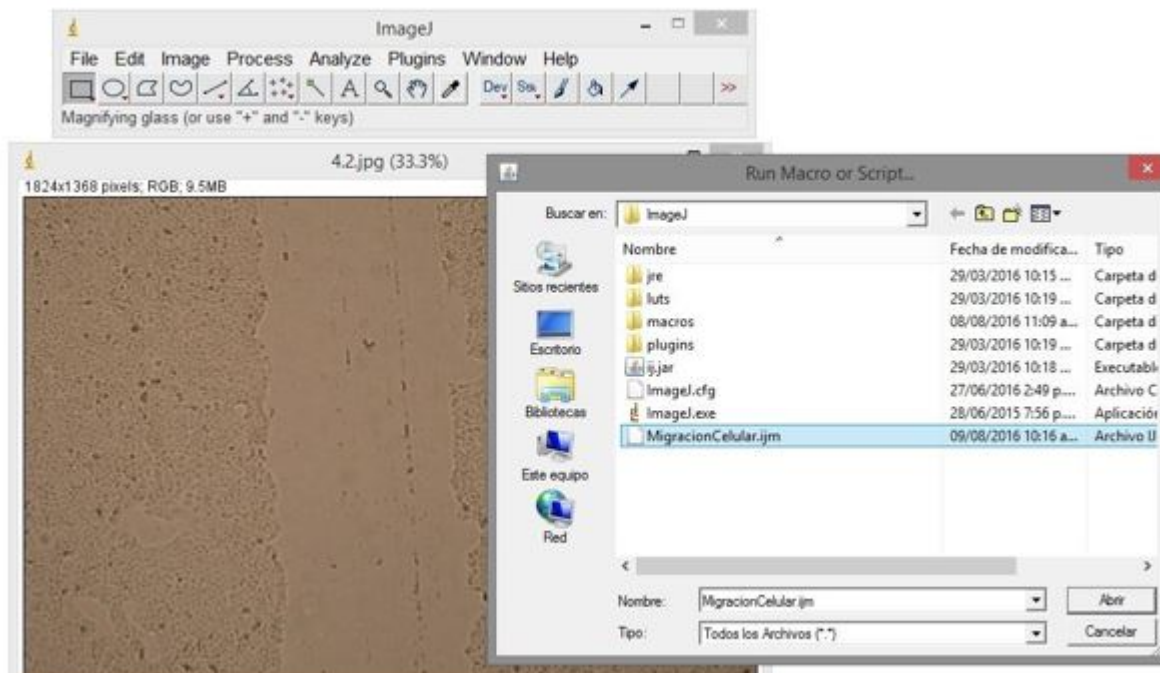 ImageJ
File Edit Image Process Analyze Plugins Window Help
A Dev >>
Magnifying glass (or use "+" and "-" keys)
4.2.jpg (33.3%)
1824x1368 pixels; RGB; 9.5MB
Run Macro or Script...
Buscar en: ImageJ
Sitios recientes
Escritorio
Bibliotecas
Este equipo
Red
Nombre Fecha de modifica... Tipo
jre 29/03/2016 10:15 ... Carpeta d
luts 29/03/2016 10:19 ... Carpeta d
macros 08/08/2016 11:09 a... Carpeta d
plugins 29/03/2016 10:19 ... Carpeta d
ij.jar 29/03/2016 10:18 ... Executabl
ImageJ.cfg 27/06/2016 2:49 p.... Archivo C
ImageJ.exe 28/06/2015 7:56 p.... Aplicación
MigracionCelular.ijm 09/08/2016 10:16 a... Archivo IJ
Nombre: MigracionCelular.ijm Abrir
Tipo: Todos los Archivos (*.*) Cancelar